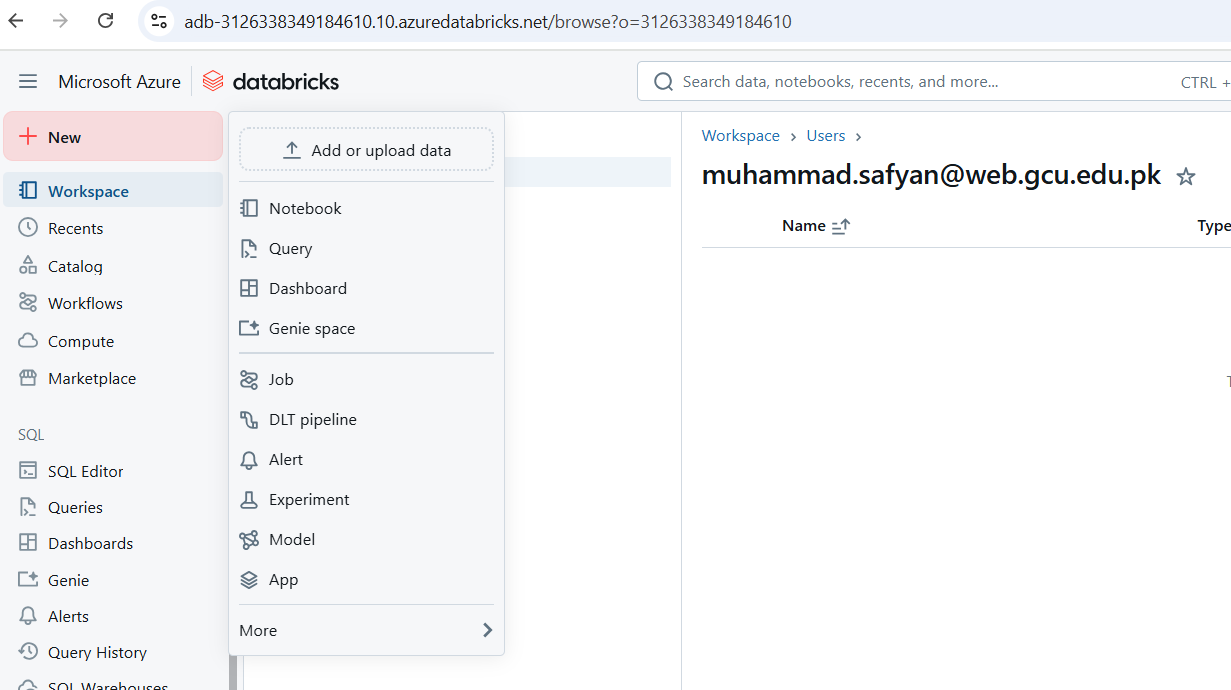 adb-3126338349184610.10.azuredatabricks.net/browse?o=3126338349184610
Microsoft Azure databricks
Search data, notebooks, recents, and more...
CTRL +
New
Workspace
Recents
Catalog
Workflows
Compute
Marketplace
SQL
SQL Editor
Queries
Dashboards
Genie
Alerts
Query History
SQL Warehouses
Add or upload data
Notebook
Query
Dashboard
Genie space
Job
DLT pipeline
Alert
Experiment
Model
App
More
Workspace > Users >
muhammad.safyan@web.gcu.edu.pk
Name
Type